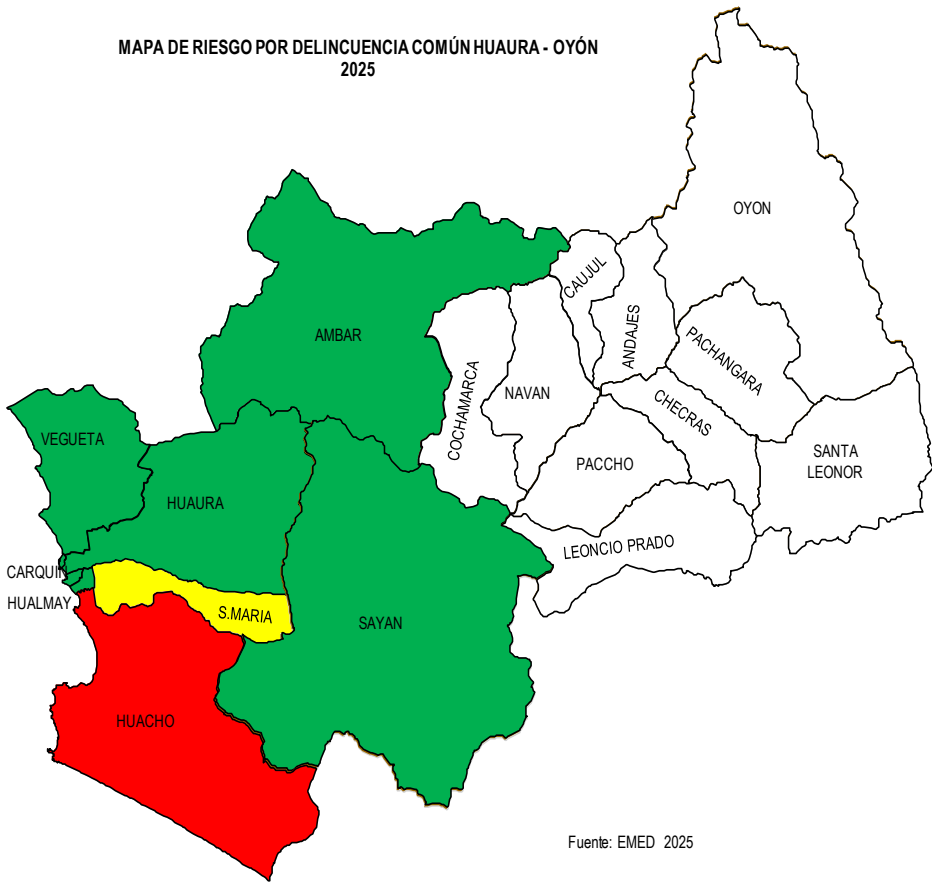 MAPA DE RIESGO POR DELINCUENCIA COMÚN HUAURA - OYÓN
2025
OYON
CAUJUL
ANDAJES
AMBAR
PACHANGARA
COCHAMARCA
NAVAN
CHECRAS
VEGUETA
PACCHO
SANTA
LEONOR
HUAURA
LEONCIO PRADO
CARQUIN
HUALMAY
S.MARIA
SAYAN
HUACHO
Fuente: EMED 2025